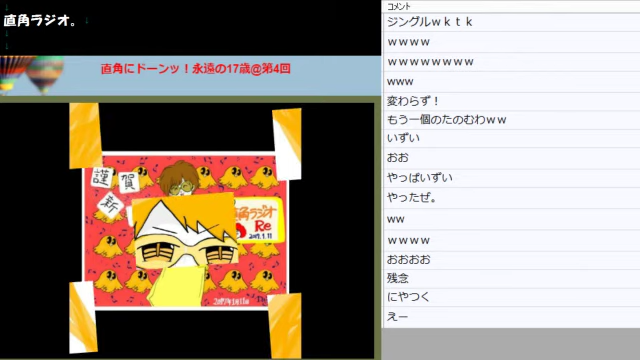 直角ラジオ。
直角にドーンッ！永遠の17歳@第4回
謹
賀
新
直角ラジオ
Re
コメント
ジングルｗｋｔｋ
ｗｗｗｗ
ｗｗｗｗｗｗｗｗ
www
変わらず！
もう一個のたのむわｗｗ
いずい
おお
やっぱいずい
やったぜ。
ww
ｗｗｗｗ
おおおお
残念
にやつく
えー